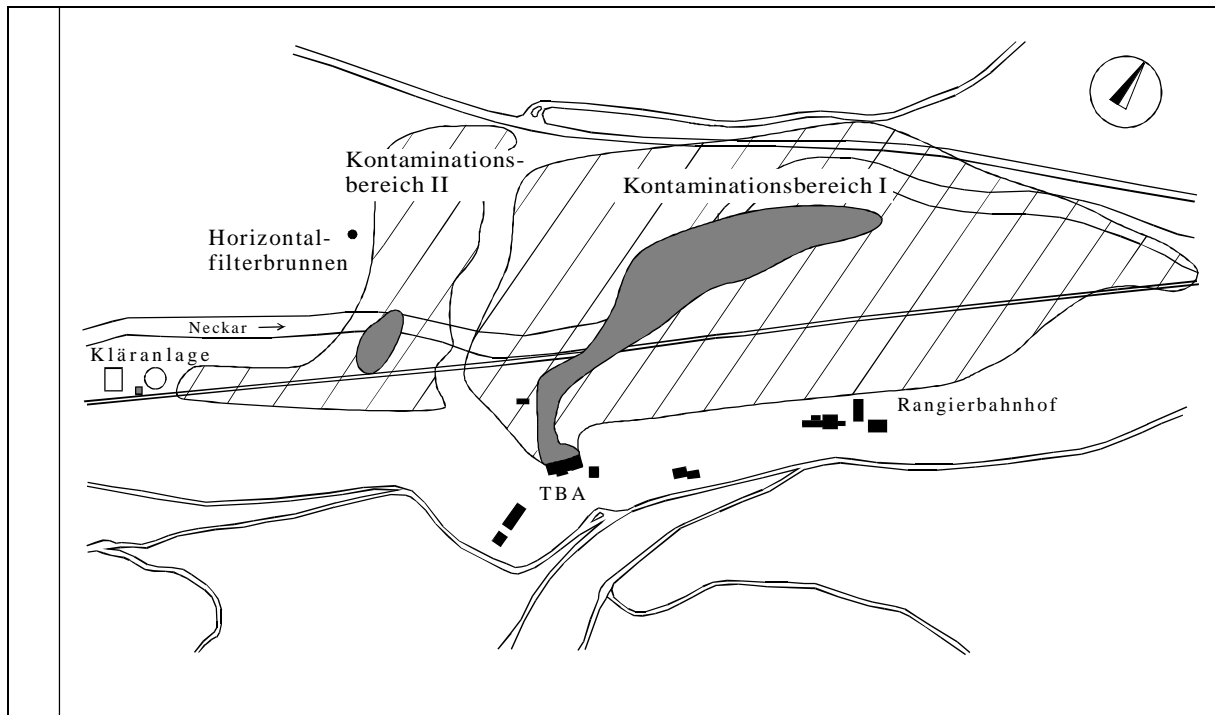 Kontaminations-
bereich II
Kontaminationsbereich I
Horizontal-
filterbrunnen
Neckar
Kläranlage
Rangierbahnhof
TBA